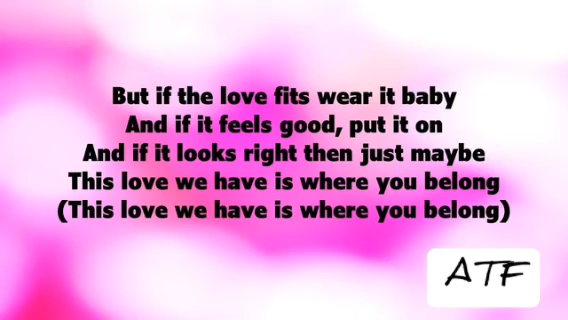 But if the love fits wear it baby
And if it feels good, put it on
And if it looks right then just maybe
This love we have is where you belong
(This love we have is where you belong)
ATF